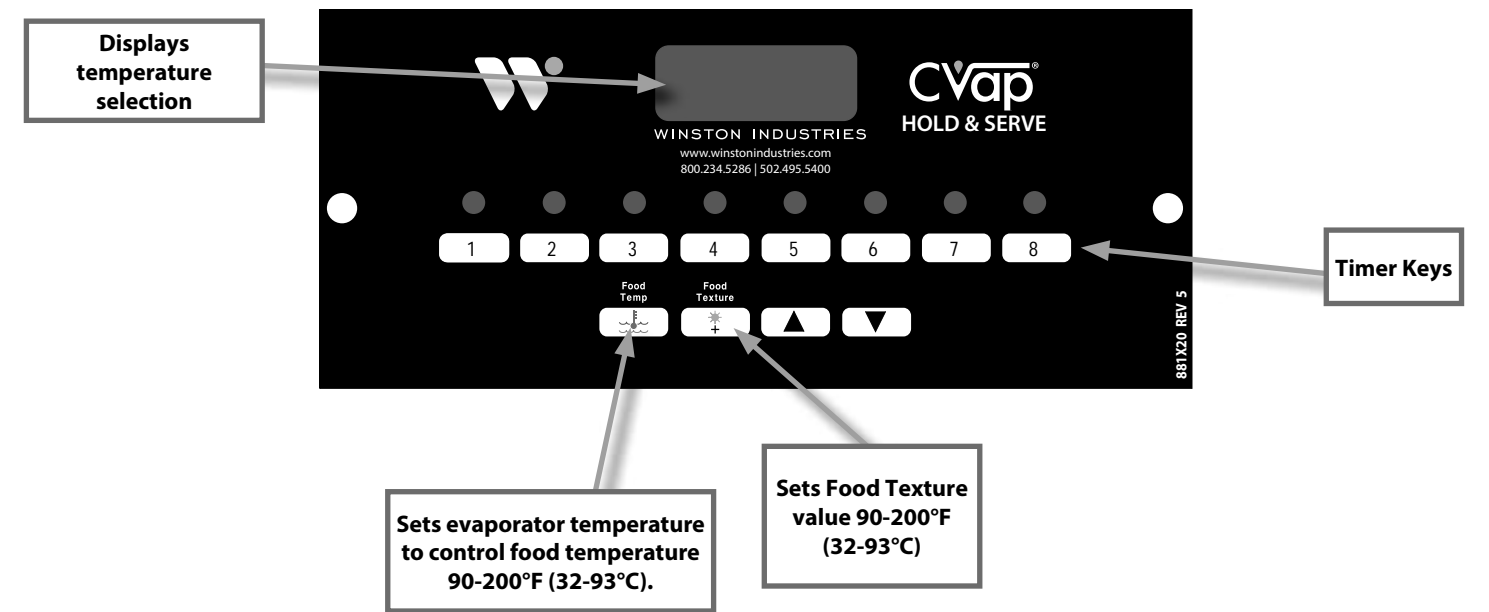 Displays
temperature
selection
CVap®
HOLD & SERVE
WINSTON INDUSTRIES
www.winstonindustries.com
800.234.5286 | 502.495.5400
1 2 3 4 5 6 7 8
Timer Keys
Food
Temp
Food
Texture
+
881X20 REV 5
Sets evaporator temperature
to control food temperature
90-200°F (32-93°C).
Sets Food Texture
value 90-200°F
(32-93°C)